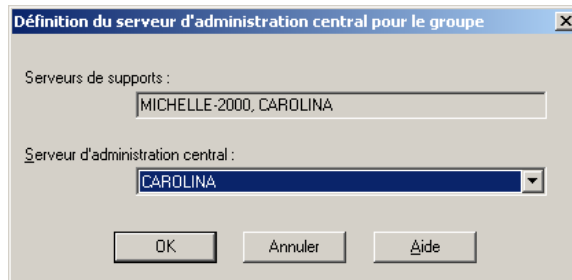 Définition du serveur d'administration central pour le groupe
Serveurs de supports :
MICHELLE-2000, CAROLINA
Serveur d'administration central :
CAROLINA
OK Annuler Aide